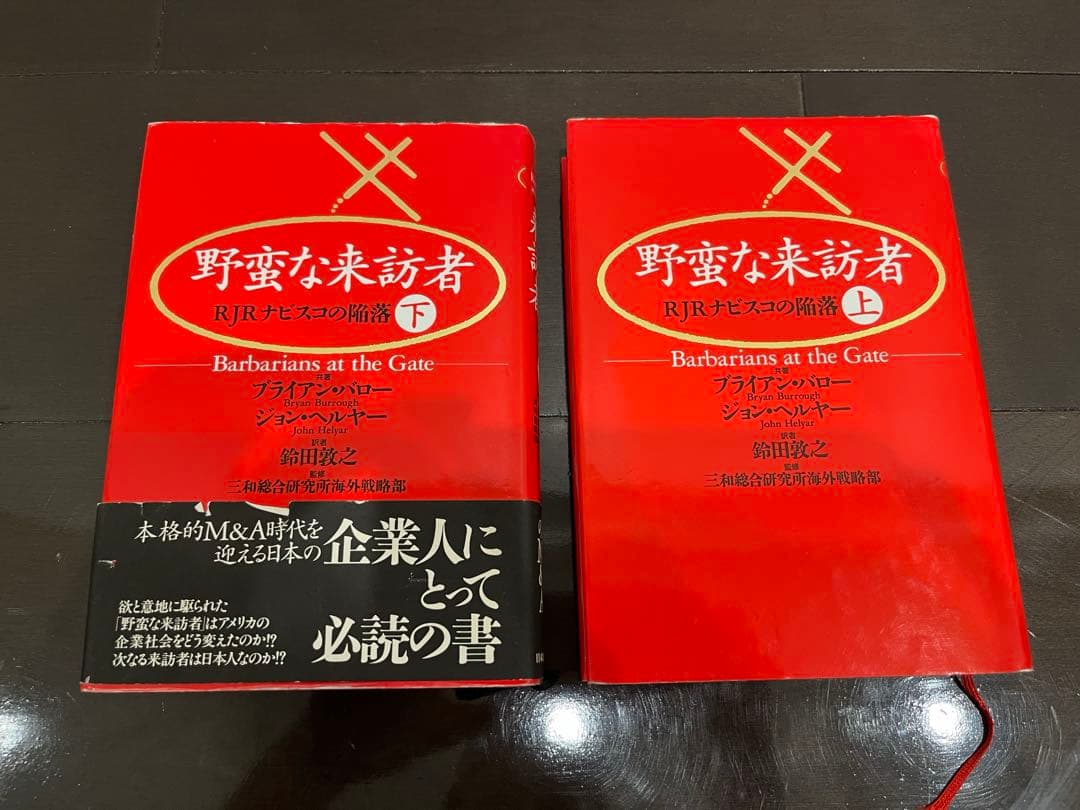 野蛮な来訪者
RJRナビスコの陥落 下
Barbarians at the Gate
共著
ブライアン・バロー
Bryan Burrough
ジョン・ヘルヤー
John Helyar
訳者
鈴田敦之
監修
三和総合研究所海外戦略部
本格的M&A時代を
迎える日本の
企業人に
とって
必読の書
欲と意地に駆られた
「野蛮な来訪者」はアメリカの
企業社会をどう変えたのか!?
次なる来訪者は日本人なのか!?
野蛮な来訪者
RJRナビスコの陥落 上
Barbarians at the Gate
共著
ブライアン・バロー
Bryan Burrough
ジョン・ヘルヤー
John Helyar
訳者
鈴田敦之
監修
三和総合研究所海外戦略部